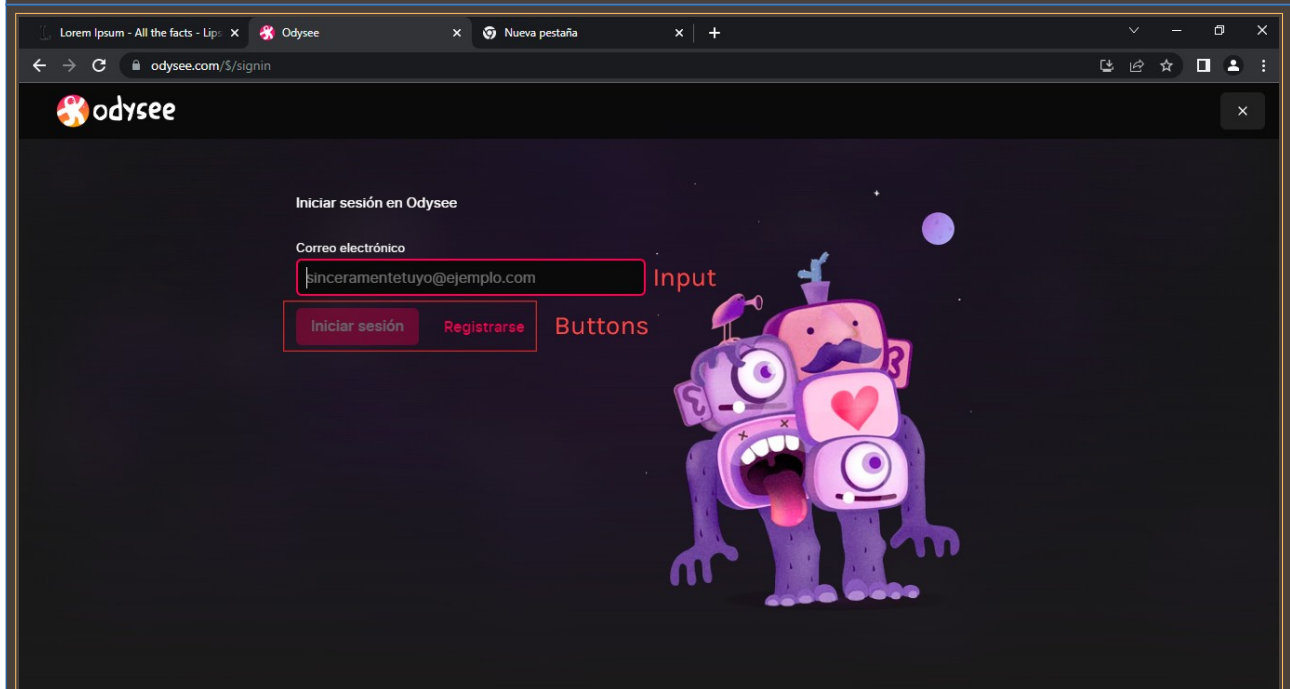 Lorem Ipsum - All the facts - Lips
Odysee
Nueva pestaña
odysee.com/$/signin
odysee
Iniciar sesión en Odysee
Correo electrónico
sinceramentetuyo@ejemplo.com
Input
Iniciar sesión
Registrarse
Buttons